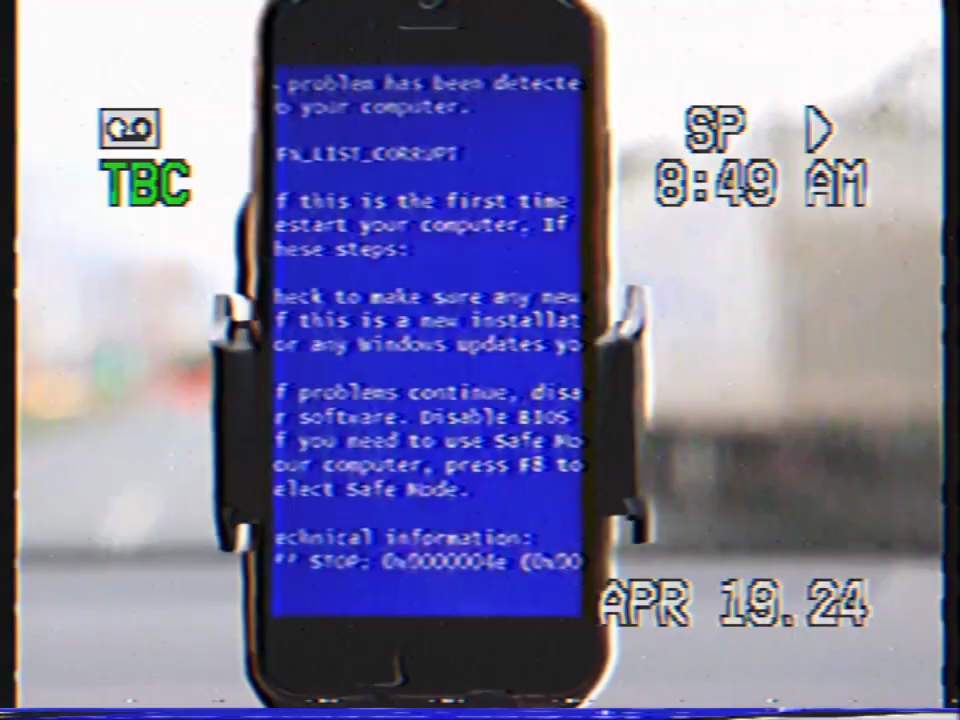 TBC
SP
8:49 AM
. problem has been detecte
o your computer.
FN_LIST_CORRUPT
f this is the first time
estart your computer. If
hese steps:
heck to make sure any new
f this is a new installat
or any Windows updates yo
f problems continue, disa
r software. Disable BIOS
f you need to use Safe Mo
our computer, press F8 to
elect Safe Mode.
echnical information:
** STOP: 0x0000004e (0x00
APR 19.24